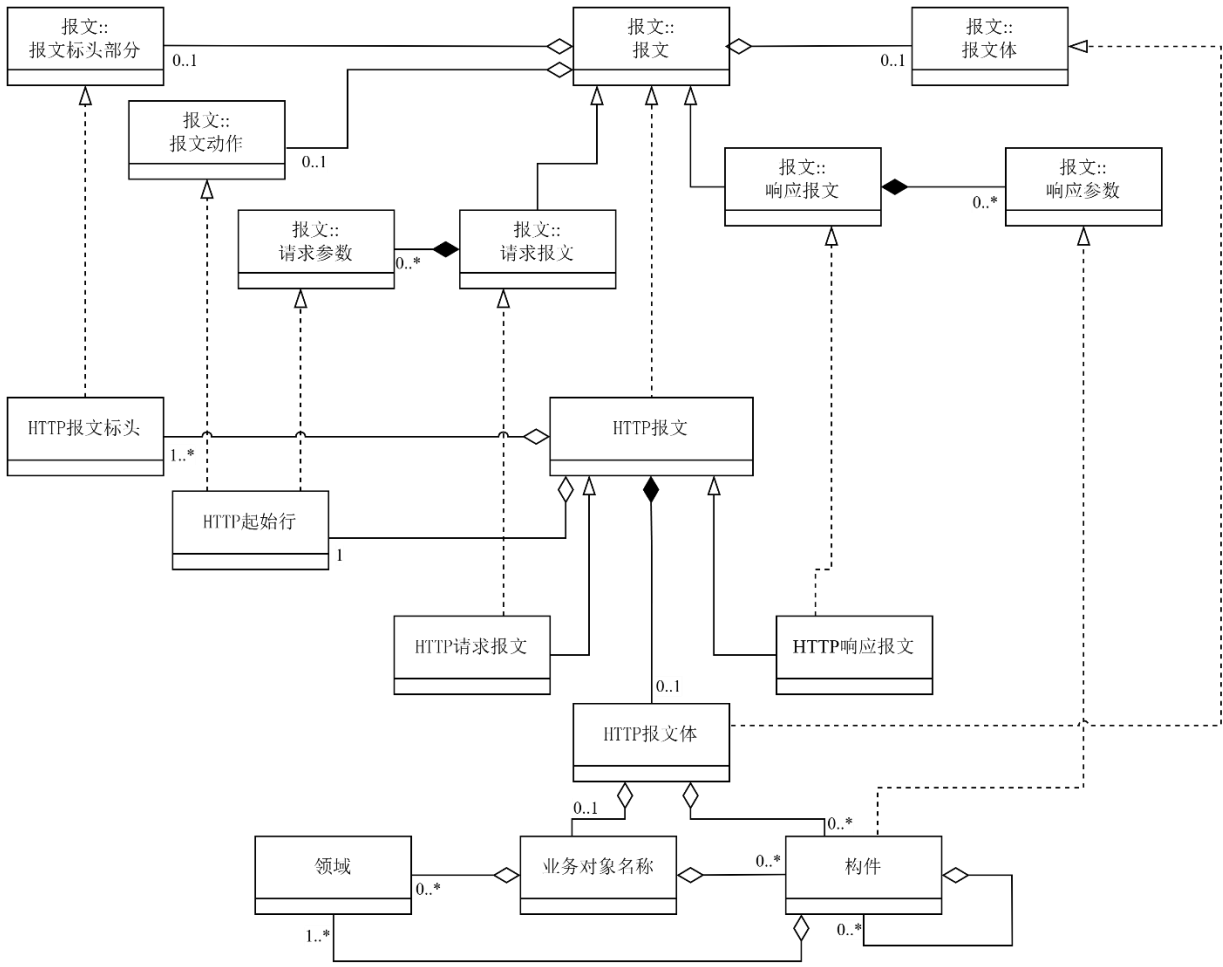 报文::
报文标头部分
0..1
报文::
报文
报文::
报文体
0..1
报文::
报文动作
0..1
报文::
响应报文
0..*
报文::
响应参数
报文::
请求参数
0..*
报文::
请求报文
HTTP报文标头
1..*
HTTP报文
HTTP起始行
1
HTTP请求报文
HTTP响应报文
0..1
HTTP报文体
0..1
0..*
领域
0..*
业务对象名称
0..*
构件
1..*
0..*